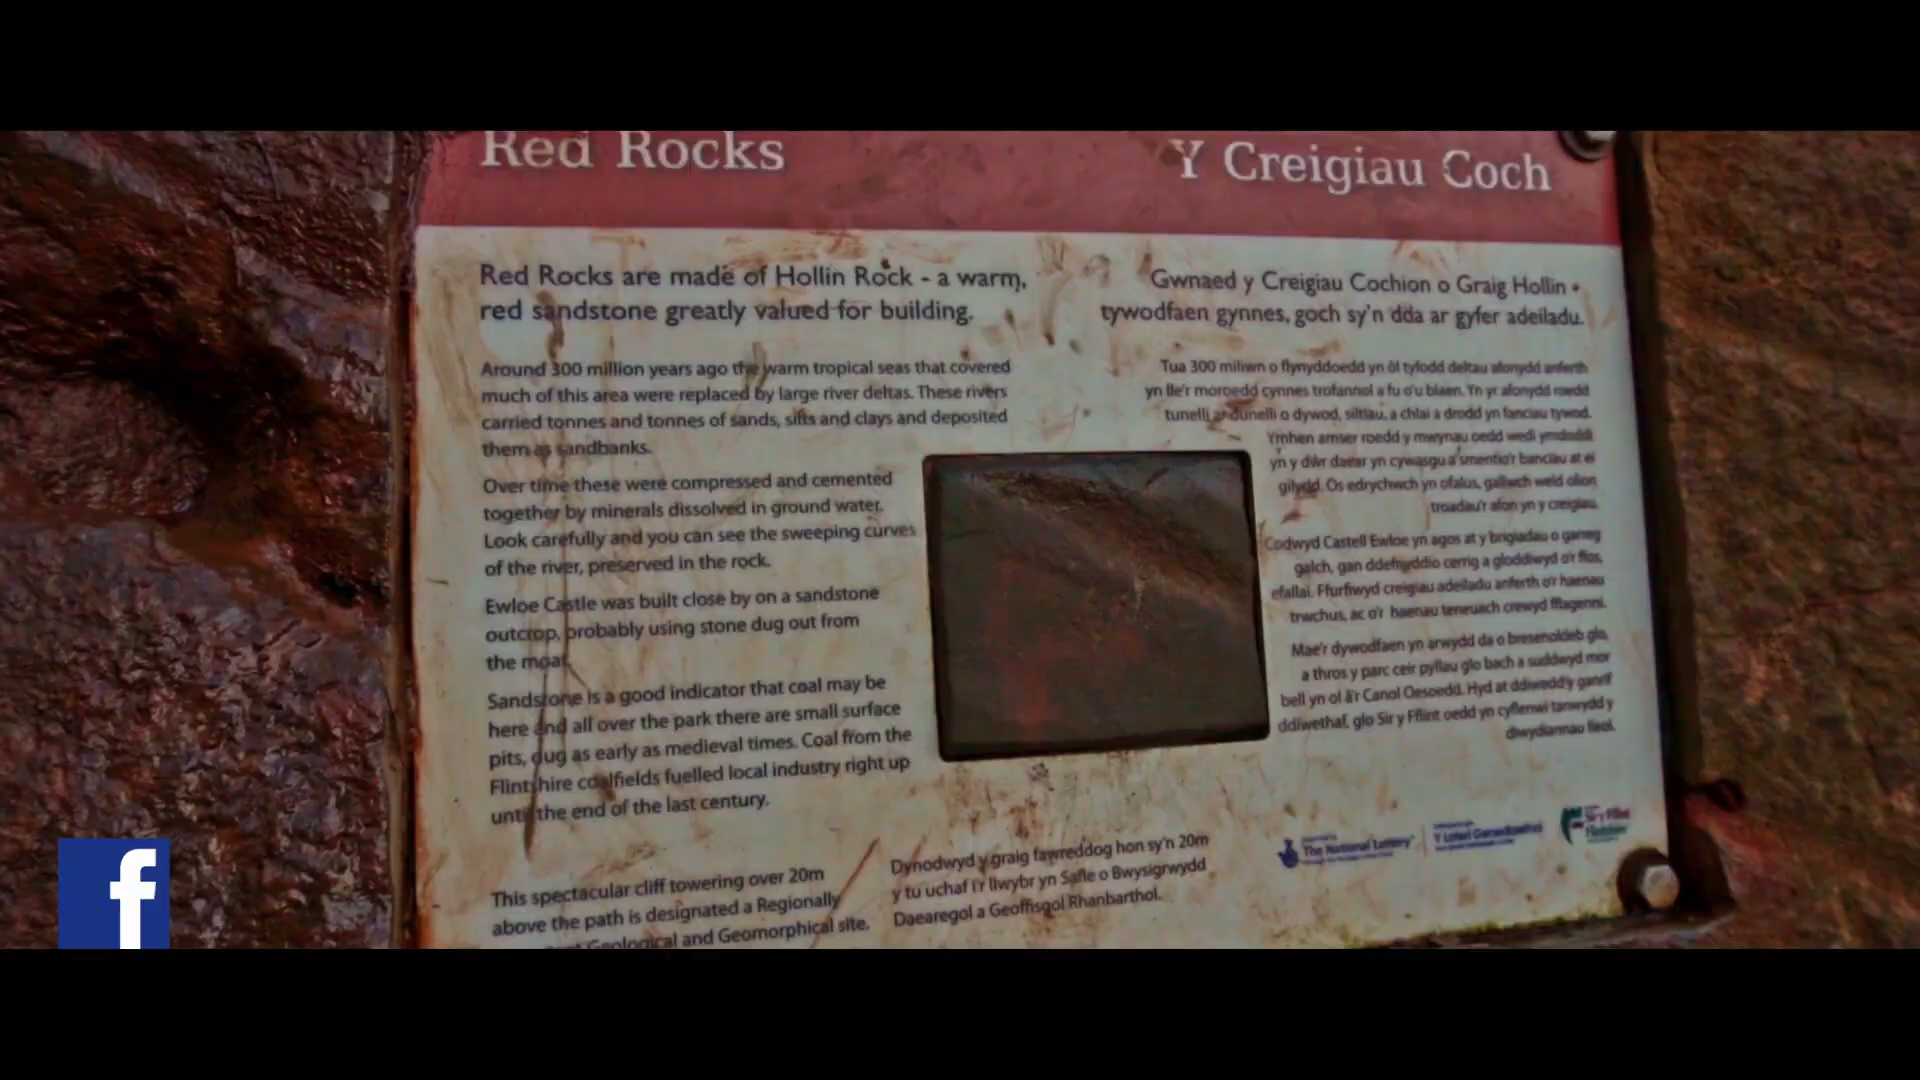 Red Rocks
Red Rocks are made of Hollin Rock - a warm,
red sandstone greatly valued for building.
Around 300 million years ago the warm tropical seas that covered
much of this area were replaced by large river deltas. These rivers
carried tonnes and tonnes of sands, silts and clays and deposited
them as sandbanks.
Over time these were compressed and cemented
together by minerals dissolved in ground water.
Look carefully and you can see the sweeping curves
of the river, preserved in the rock.
Ewloe Castle was built close by on a sandstone
outcrop, probably using stone dug out from
the moat.
Sandstone is a good indicator that coal may be
here and all over the park there are small surface
pits, dug as early as medieval times. Coal from the
Flintshire coalfields fuelled local industry right up
until the end of the last century.
This spectacular cliff towering over 20m
above the path is designated a Regionally
Geological and Geomorphical site.
Y Creigiau Coch
Gwnaed y Creigiau Cochion o Graig Hollin -
tywodfaen gynnes, goch sy'n dda ar gyfer adeiladu.
Tua 300 miliwn o flynyddoedd yn ôl tyfodd deltau afonydd anferth
yn lle'r moroedd cynnes trofannol a fu o'u blaen. Yn yr afonydd roedd
tunelli ar dunelli o dywod, siltiau, a chlai a drodd yn fanciau tywod.
Ymhen amser roedd y mwynau oedd wedi ymdoddi
yn y dŵr daear yn cywasgu a smentio'r banciau at ei
gilydd. Os edrychwch yn ofalus, gallwch weld olion
troadau'r afon yn y creigiau.
Codwyd Castell Ewloe yn agos at y brigiadau o garreg
galch, gan ddefnyddio cerrig a gloddiwyd o'r ffos,
efallai. Ffurfiwyd creigiau adeiladu anferth o'r haenau
trwchus, ac o'r haenau teneuach crewyd fflagenni.
Mae'r dywodfaen yn arwydd da o bresenoldeb glo,
a thros y parc ceir pyllau glo bach a suddwyd mor
bell yn ol â'r Canol Oesoedd. Hyd at ddiwedd y ganrif
ddiwethaf, glo Sir y Fflint oedd yn cyflenwi tanwydd y
diwydiannau lleol.
Dynodwyd y graig fawreddog hon sy'n 20m
y tu uchaf i'r llwybr yn Safle o Bwysigrwydd
Daearegol a Geoffisgol Rhanbarthol.
The National Lottery
Y Loteri Genedlaethol
Sir y Fflint
Flintshire
f